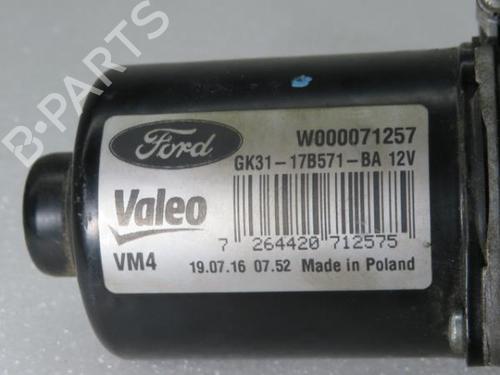 B-PARTS
Ford
W000071257
GK31-17B571-BA 12V
Valeo
7 264420 712575
VM4
19.07.16 07.52 Made in Poland